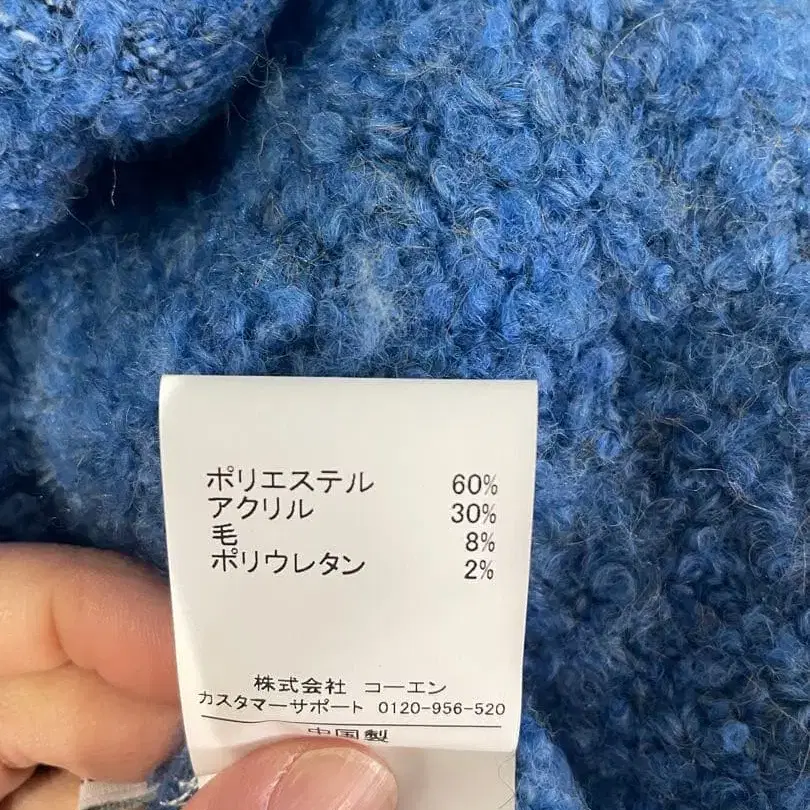 ポリエステル 60%
アクリル 30%
毛 8%
ポリウレタン 2%
株式会社 コーエン
カスタマーサポート 0120-956-520
中国製